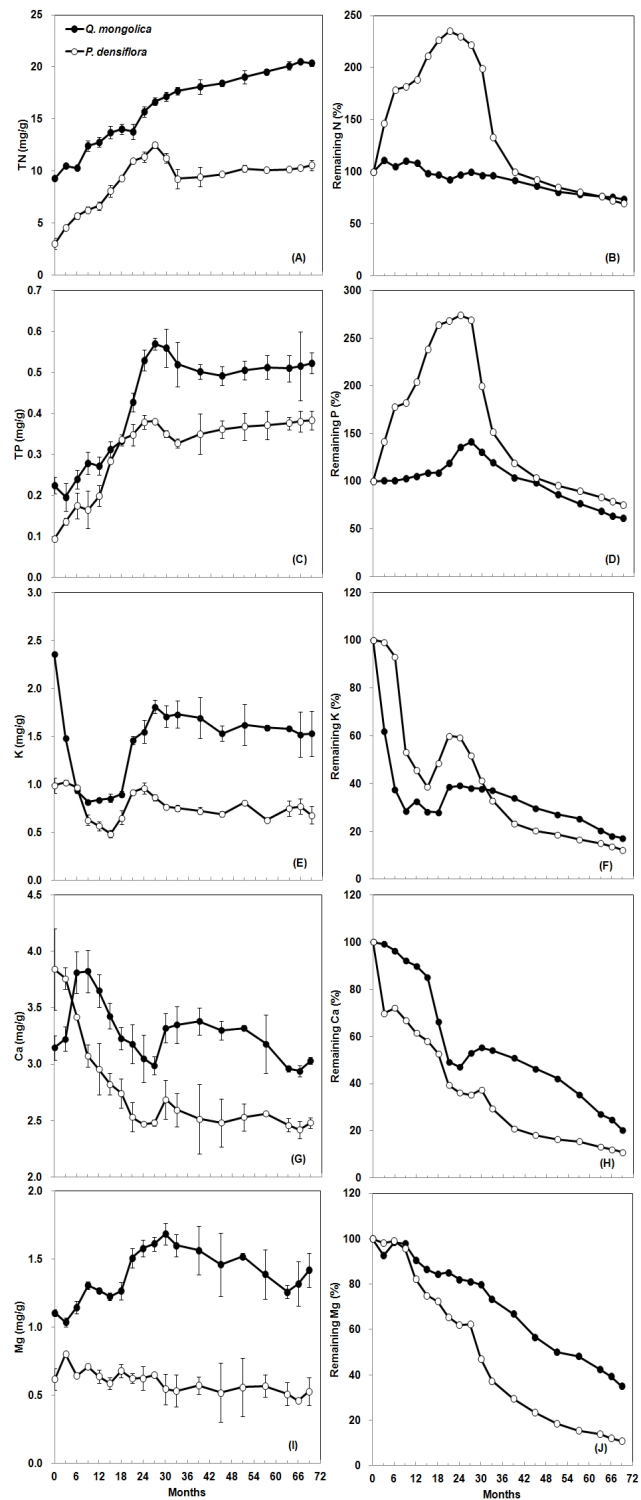 25
20
15
10
5
0
TN (mg/g)
Q. mongolica
P. densiflora
(A)
250
200
150
100
50
0
Remaining N (%)
(B)
0.7
0.6
0.5
0.4
0.3
0.2
0.1
0.0
TP (mg/g)
(C)
300
250
200
150
100
50
0
Remaining P (%)
(D)
3.0
2.5
2.0
1.5
1.0
0.5
0.0
K (mg/g)
(E)
120
100
80
60
40
20
0
Remaining K (%)
(F)
4.5
4.0
3.5
3.0
2.5
2.0
Ca (mg/g)
(G)
120
100
80
60
40
20
0
Remaining Ca (%)
(H)
2.0
1.5
1.0
0.5
0.0
Mg (mg/g)
(I)
0 6 12 18 24 30 36 42 48 54 60 66 72
Months
120
100
80
60
40
20
0
Remaining Mg (%)
(J)
0 6 12 18 24 30 36 42 48 54 60 66 72
Months